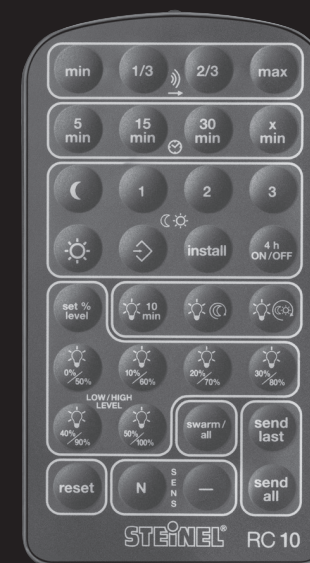 min 1/3 2/3 max
5 min 15 min 30 min x min
1 2 3
install 4 h ON/OFF
set % level 10 min
0%/50% 10%/60% 20%/70% 30%/80%
LOW/HIGH LEVEL
40%/90% 50%/100% swarm/ all send last
reset N SENS – send all
STEINEL® RC 10